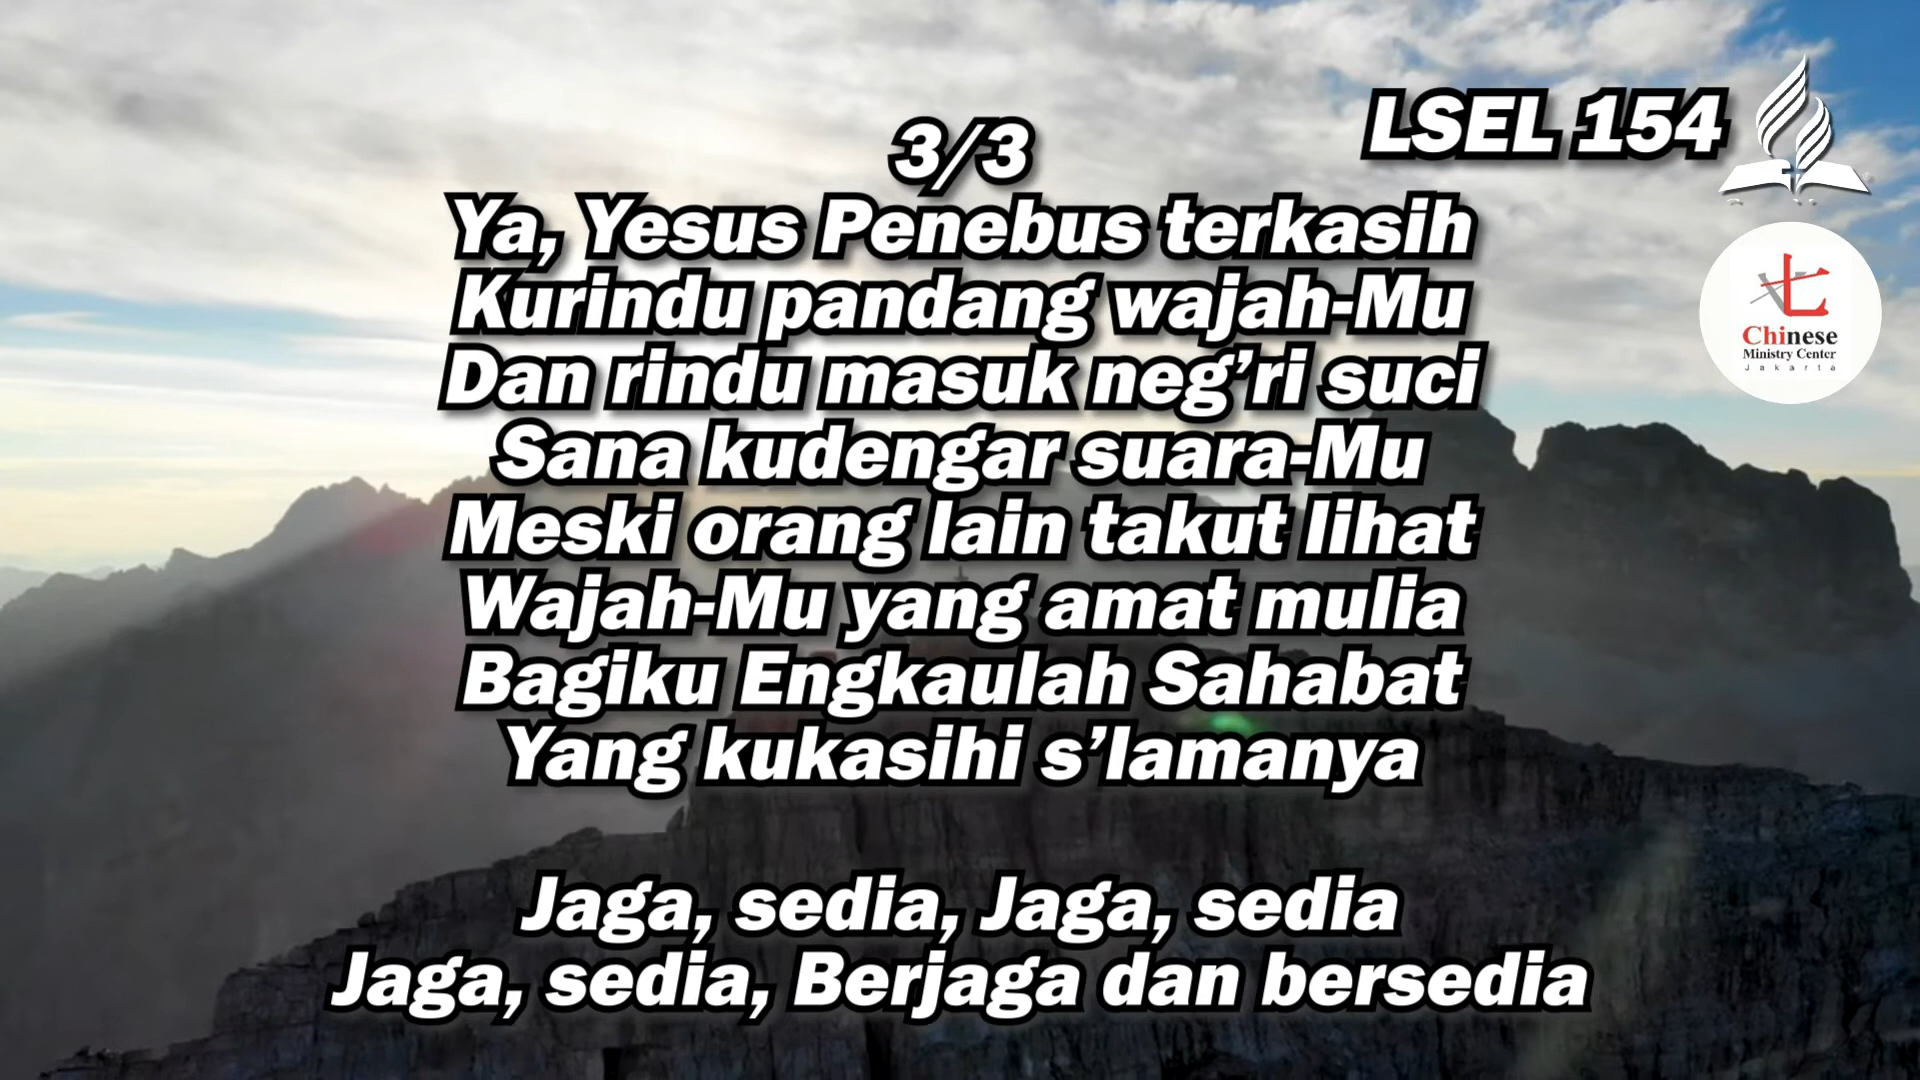 LSEL 154
3/3
Ya, Yesus Penebus terkasih
Kurindu pandang wajah-Mu
Dan rindu masuk neg’ri suci
Sana kudengar suara-Mu
Meski orang lain takut lihat
Wajah-Mu yang amat mulia
Bagiku Engkaulah Sahabat
Yang kukasihi s’lamanya
Jaga, sedia, Jaga, sedia
Jaga, sedia, Berjaga dan bersedia
七
Chinese
Ministry Center
Jakarta